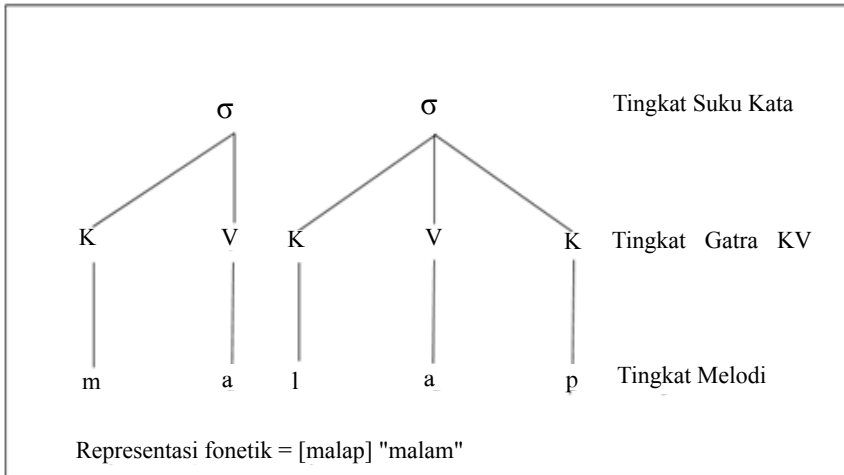 σ σ Tingkat Suku Kata
K V K V K Tingkat Gatra KV
m a l a p Tingkat Melodi
Representasi fonetik = [malap] "malam"